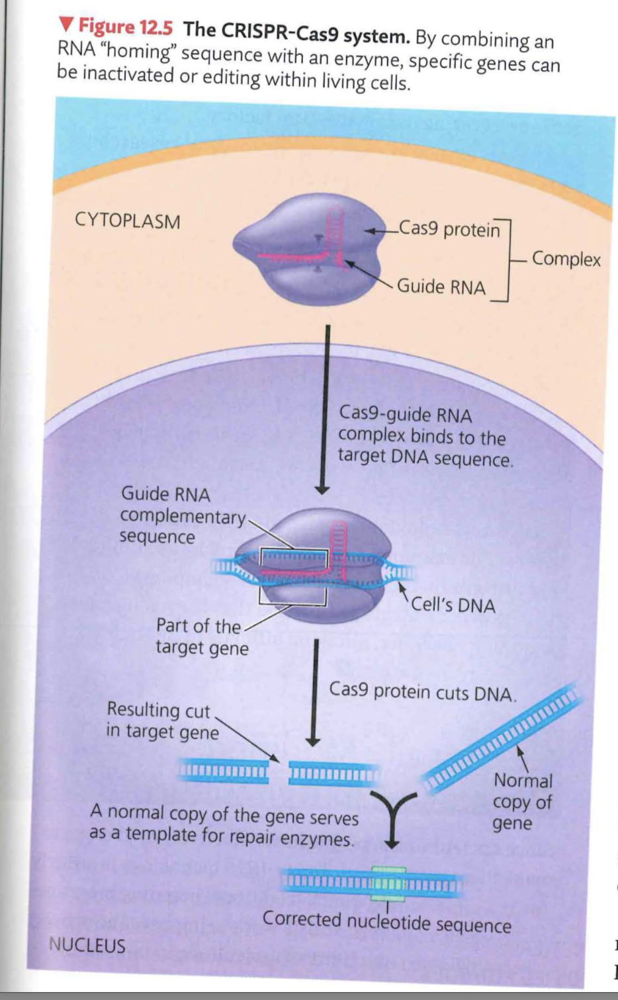 ▼ Figure 12.5 The CRISPR-Cas9 system. By combining an
RNA “homing” sequence with an enzyme, specific genes can
be inactivated or editing within living cells.
CYTOPLASM
Cas9 protein
Complex
Guide RNA
Cas9-guide RNA
complex binds to the
target DNA sequence.
Guide RNA
complementary
sequence
Cell’s DNA
Part of the
target gene
Cas9 protein cuts DNA.
Resulting cut
in target gene
Normal
copy of
gene
A normal copy of the gene serves
as a template for repair enzymes.
Corrected nucleotide sequence
NUCLEUS